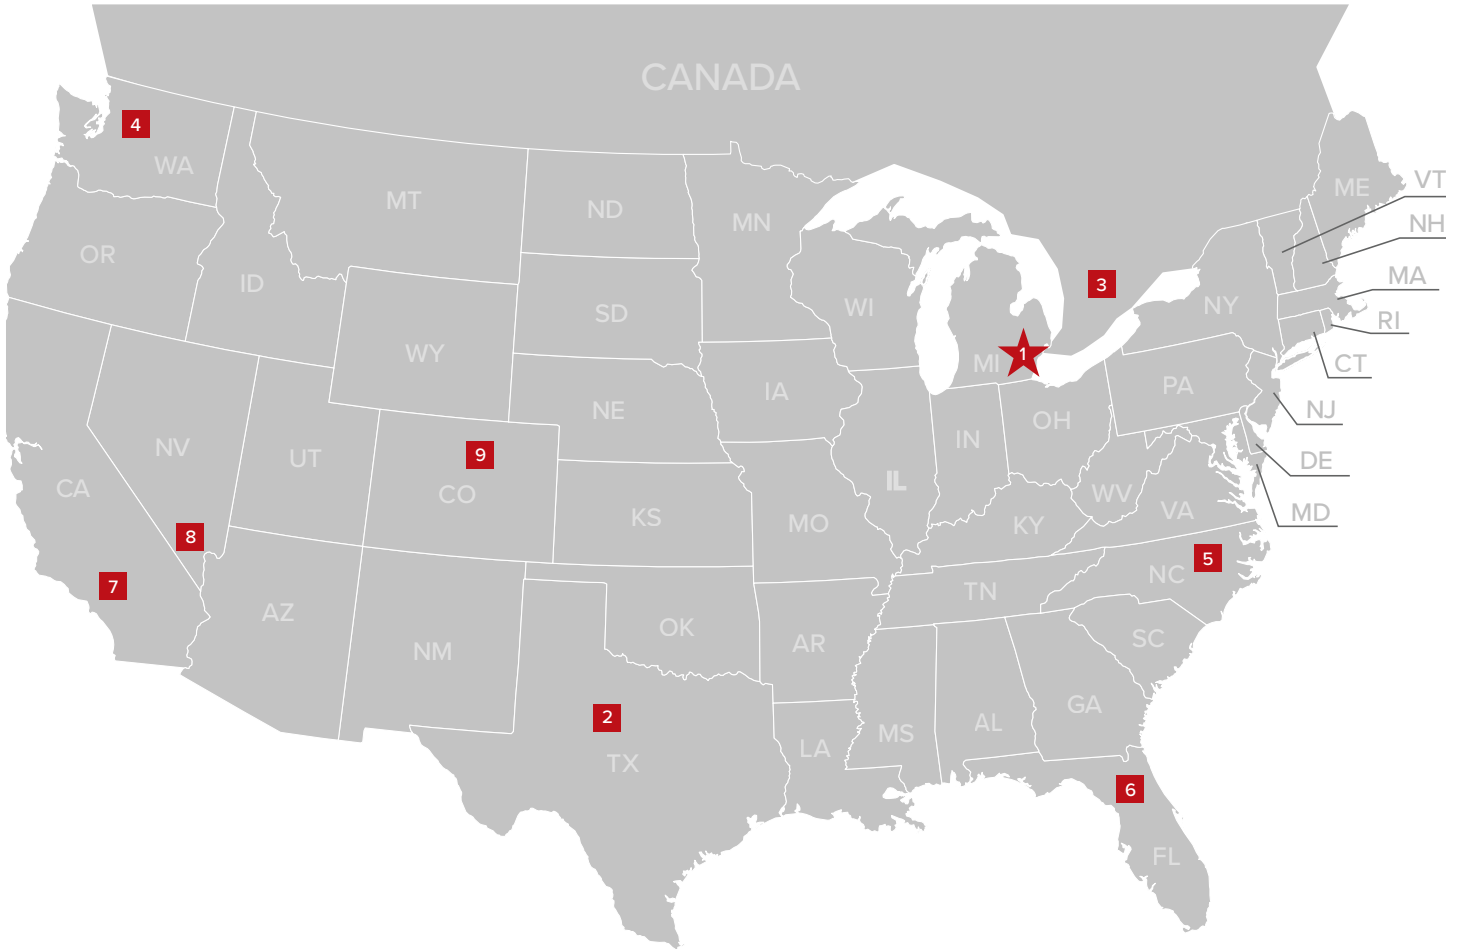 CANADA
4
WA
VT
ME
MT
ND
MN
NH
OR
ID
3
MA
SD
WI
NY
RI
WY
1
MI
CT
PA
IA
NE
OH
NJ
NV
9
UT
IN
CA
CO
IL
DE
WV
KS
MO
KY
VA
MD
8
5
7
NC
TN
AZ
OK
AR
SC
NM
2
GA
AL
MS
LA
TX
6
FL